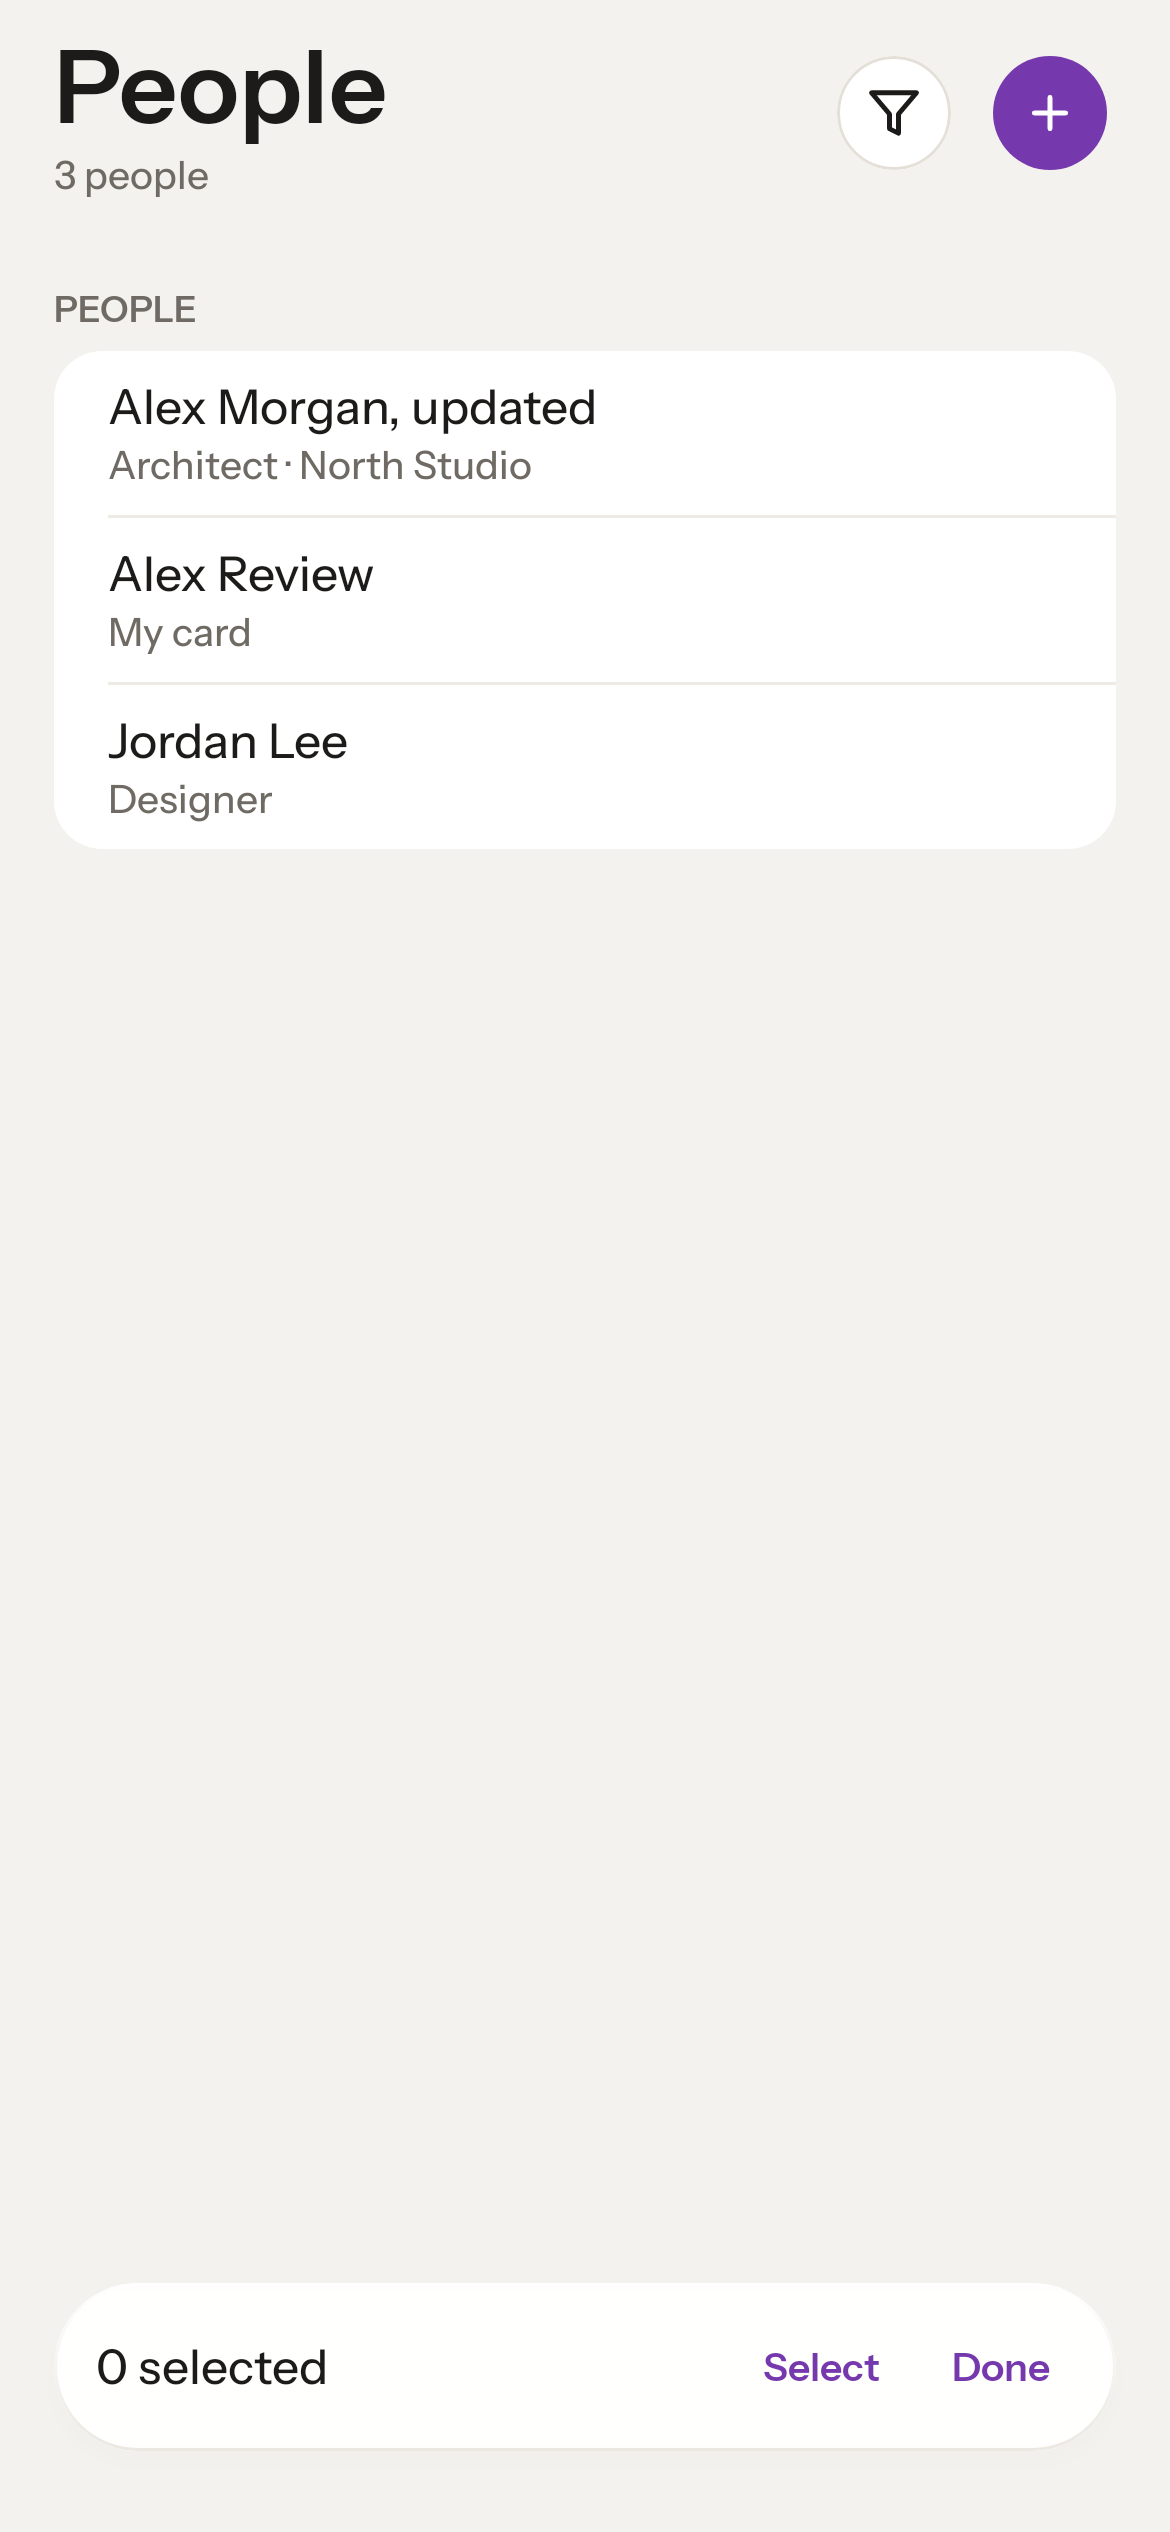 People
3 people
PEOPLE
Alex Morgan, updated
Architect · North Studio
Alex Review
My card
Jordan Lee
Designer
0 selected Select Done